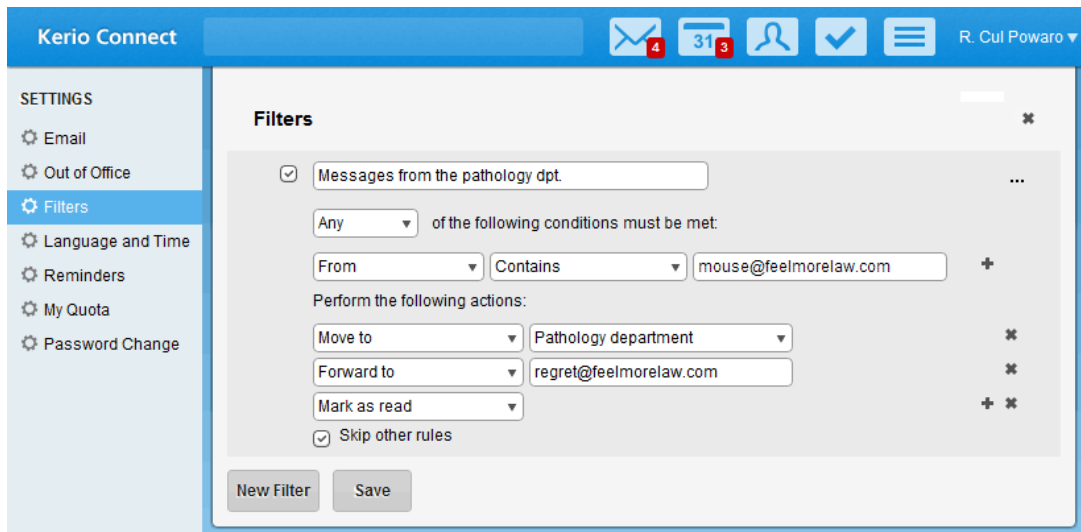 Kerio Connect
4
31
3
R. Cul Powaro
SETTINGS
Email
Out of Office
Filters
Language and Time
Reminders
My Quota
Password Change
Filters
Messages from the pathology dpt.
...
Any of the following conditions must be met:
From Contains mouse@feelmorelaw.com
Perform the following actions:
Move to Pathology department
Forward to regret@feelmorelaw.com
Mark as read
Skip other rules
New Filter Save